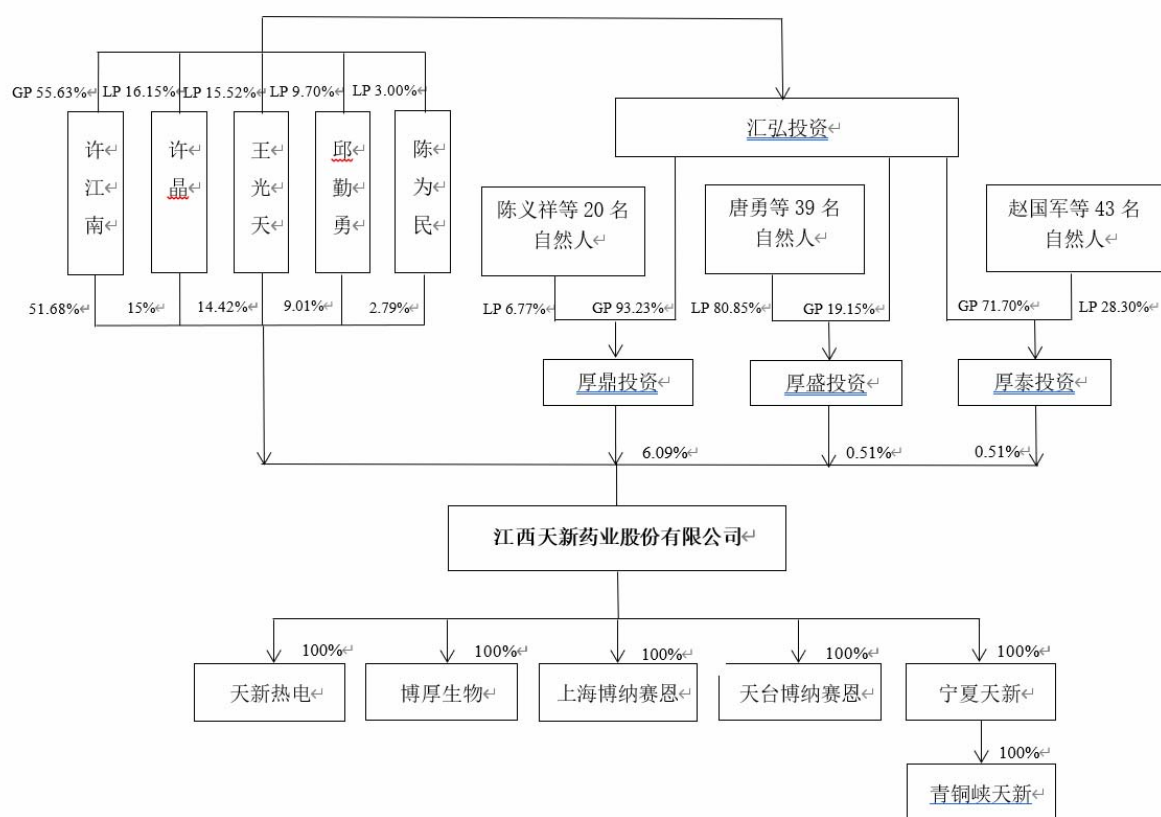 GP 55.63% LP 16.15% LP 15.52% LP 9.70% LP 3.00%
汇弘投资
许江南
许晶
王光天
邱勤勇
陈为民
陈义祥等 20 名
自然人
唐勇等 39 名
自然人
赵国军等 43 名
自然人
51.68% 15% 14.42% 9.01% 2.79%
LP 6.77% GP 93.23% LP 80.85% GP 19.15% GP 71.70% LP 28.30%
厚鼎投资
厚盛投资
厚泰投资
6.09% 0.51% 0.51%
江西天新药业股份有限公司
100% 100% 100% 100% 100%
天新热电
博厚生物
上海博纳赛恩
天台博纳赛恩
宁夏天新
100%
青铜峡天新